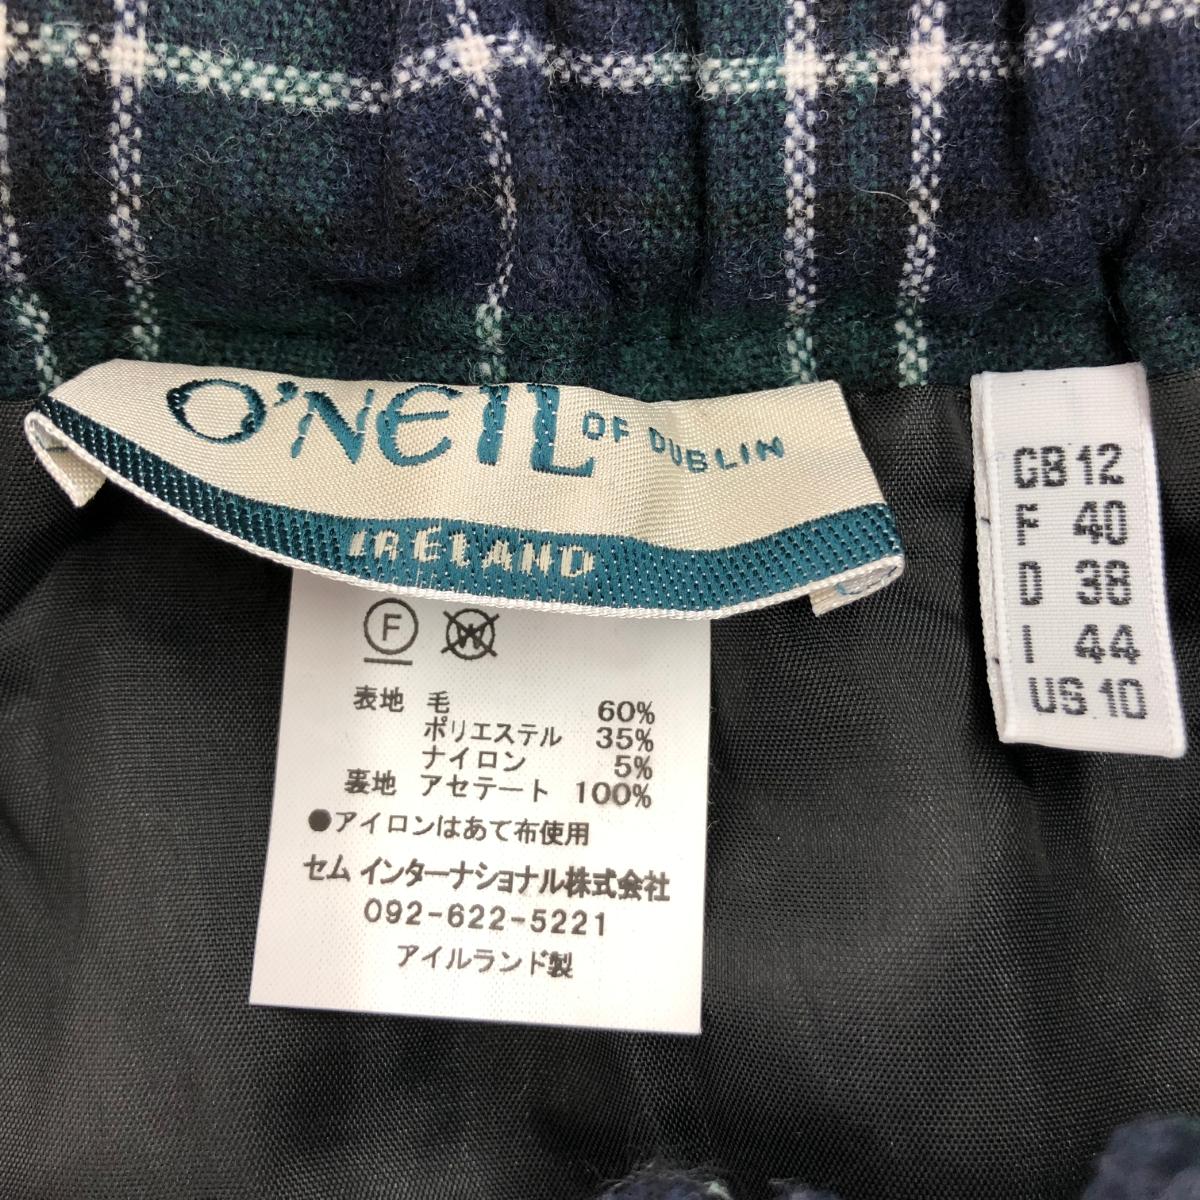 O'NEIL OF DUBLIN
IRELAND
GB 12
F 40
D 38
I 44
US 10
F W
表地 毛 60%
ポリエステル 35%
ナイロン 5%
裏地 アセテート 100%
●アイロンはあて布使用
セム インターナショナル株式会社
092-622-5221
アイルランド製